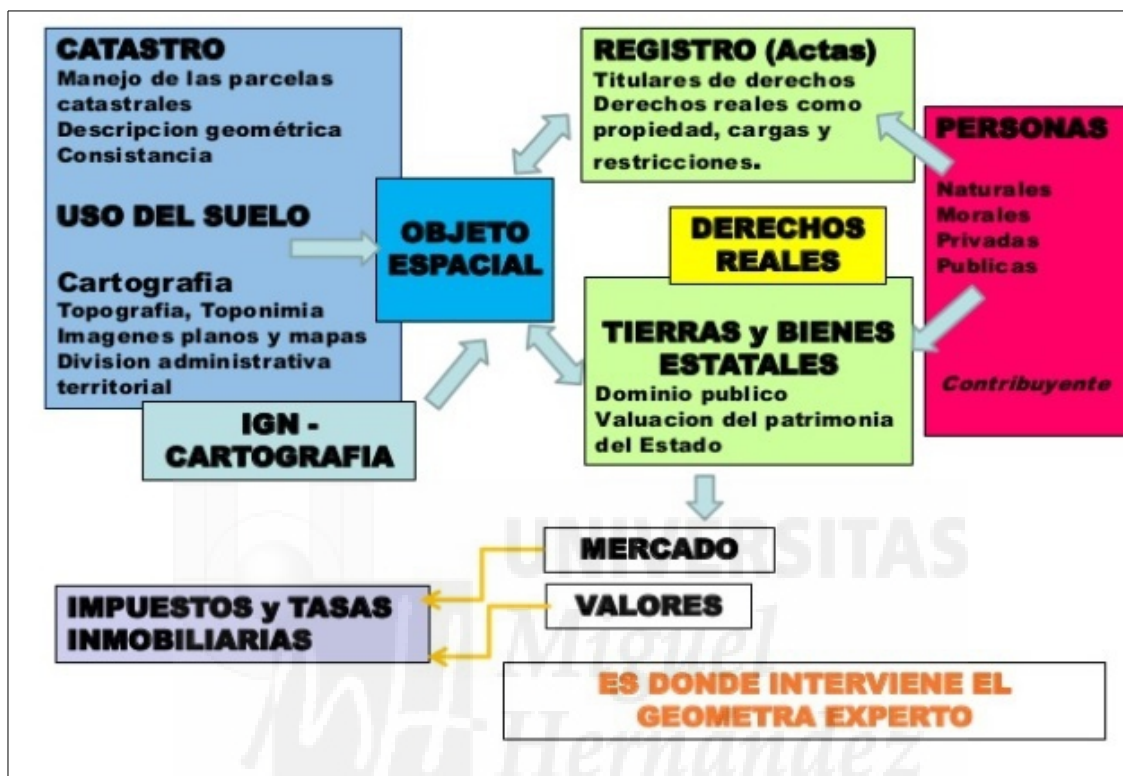 CATASTRO
Manejo de las parcelas
catastrales
Descripcion geométrica
Consistancia
USO DEL SUELO
Cartografia
Topografia, Toponimia
Imagenes planos y mapas
Division administrativa
territorial
IGN -
CARTOGRAFIA
OBJETO
ESPACIAL
REGISTRO (Actas)
Titulares de derechos
Derechos reales como
propiedad, cargas y
restricciones.
DERECHOS
REALES
TIERRAS y BIENES
ESTATALES
Dominio publico
Valuacion del patrimonia
del Estado
PERSONAS
Naturales
Morales
Privadas
Publicas
Contribuyente
MERCADO
VALORES
IMPUESTOS y TASAS
INMOBILIARIAS
ES DONDE INTERVIENE EL
GEOMETRA EXPERTO
UNIVERSITAS
Miguel
Hernández